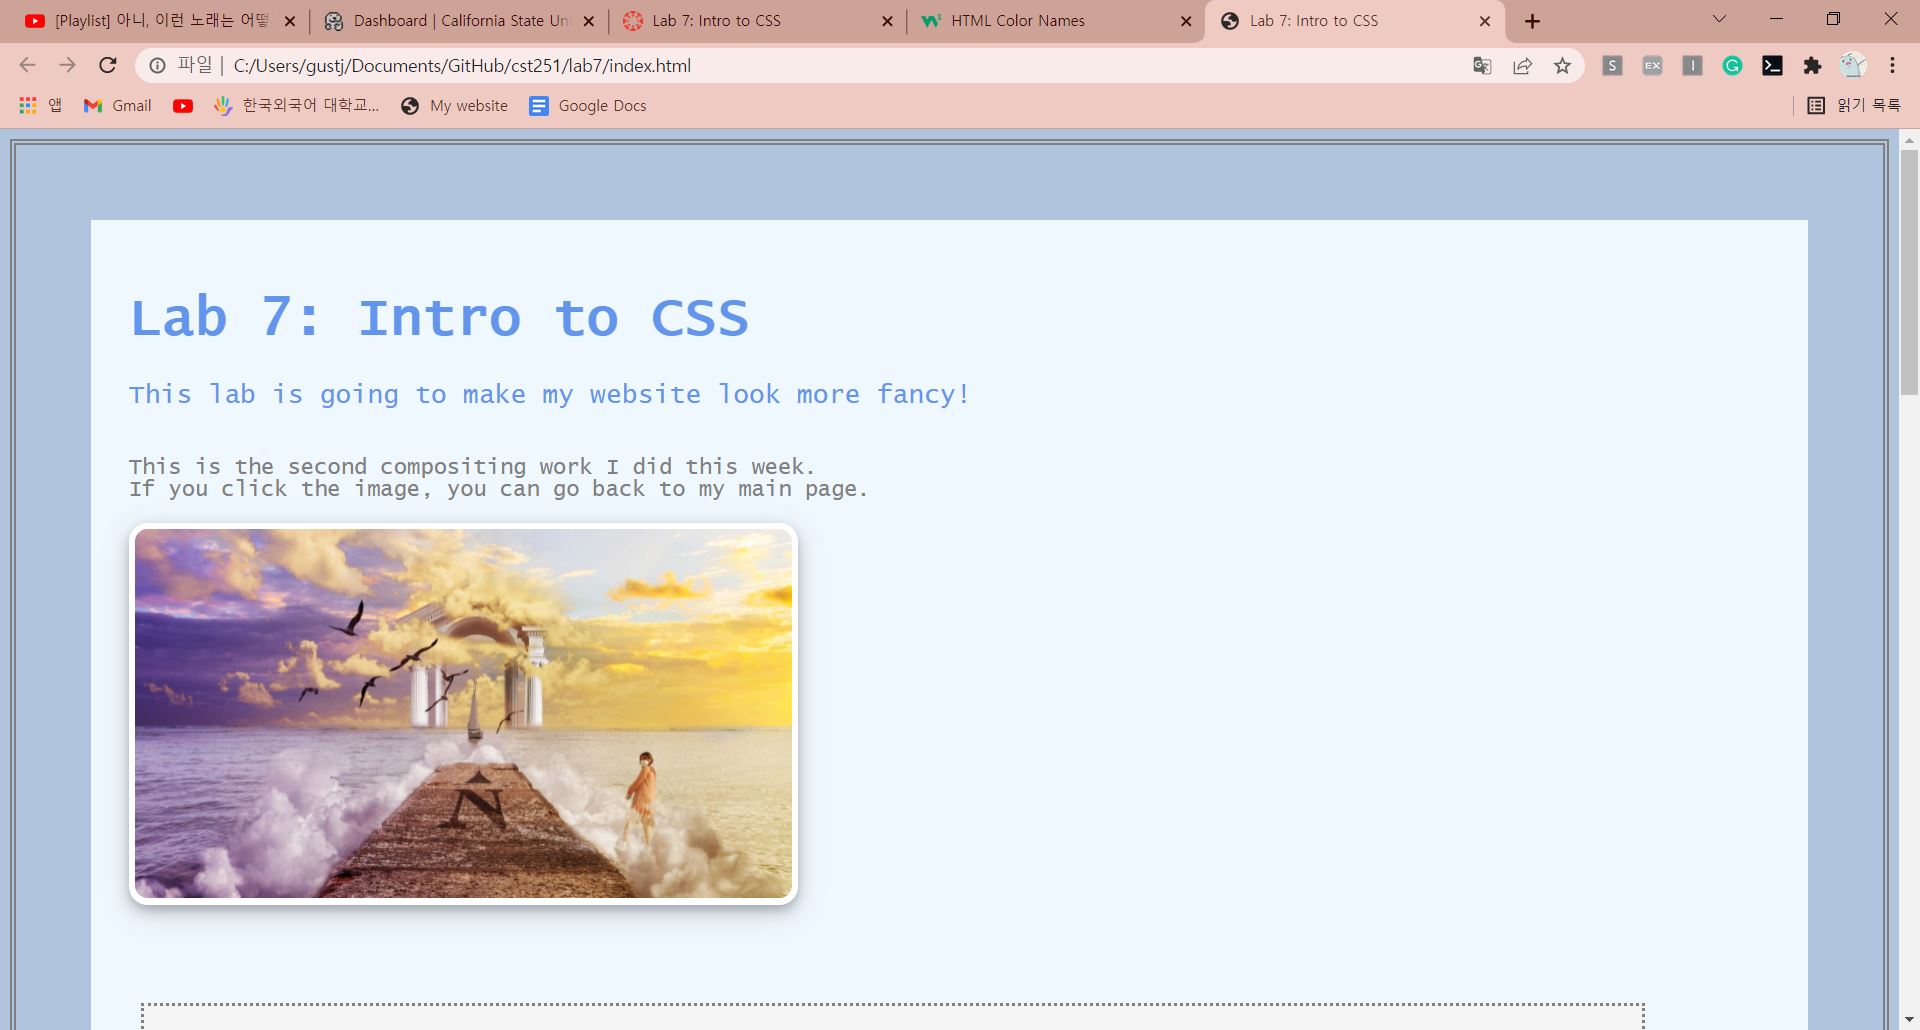 [Playlist] 아니, 이런 노래는 어떻
Dashboard | California State Un
Lab 7: Intro to CSS
HTML Color Names
Lab 7: Intro to CSS
파일 | C:/Users/gustj/Documents/GitHub/cst251/lab7/index.html
S
EX
I
앱
Gmail
한국외국어 대학교...
My website
Google Docs
읽기 목록
Lab 7: Intro to CSS
This lab is going to make my website look more fancy!
This is the second compositing work I did this week.
If you click the image, you can go back to my main page.
N